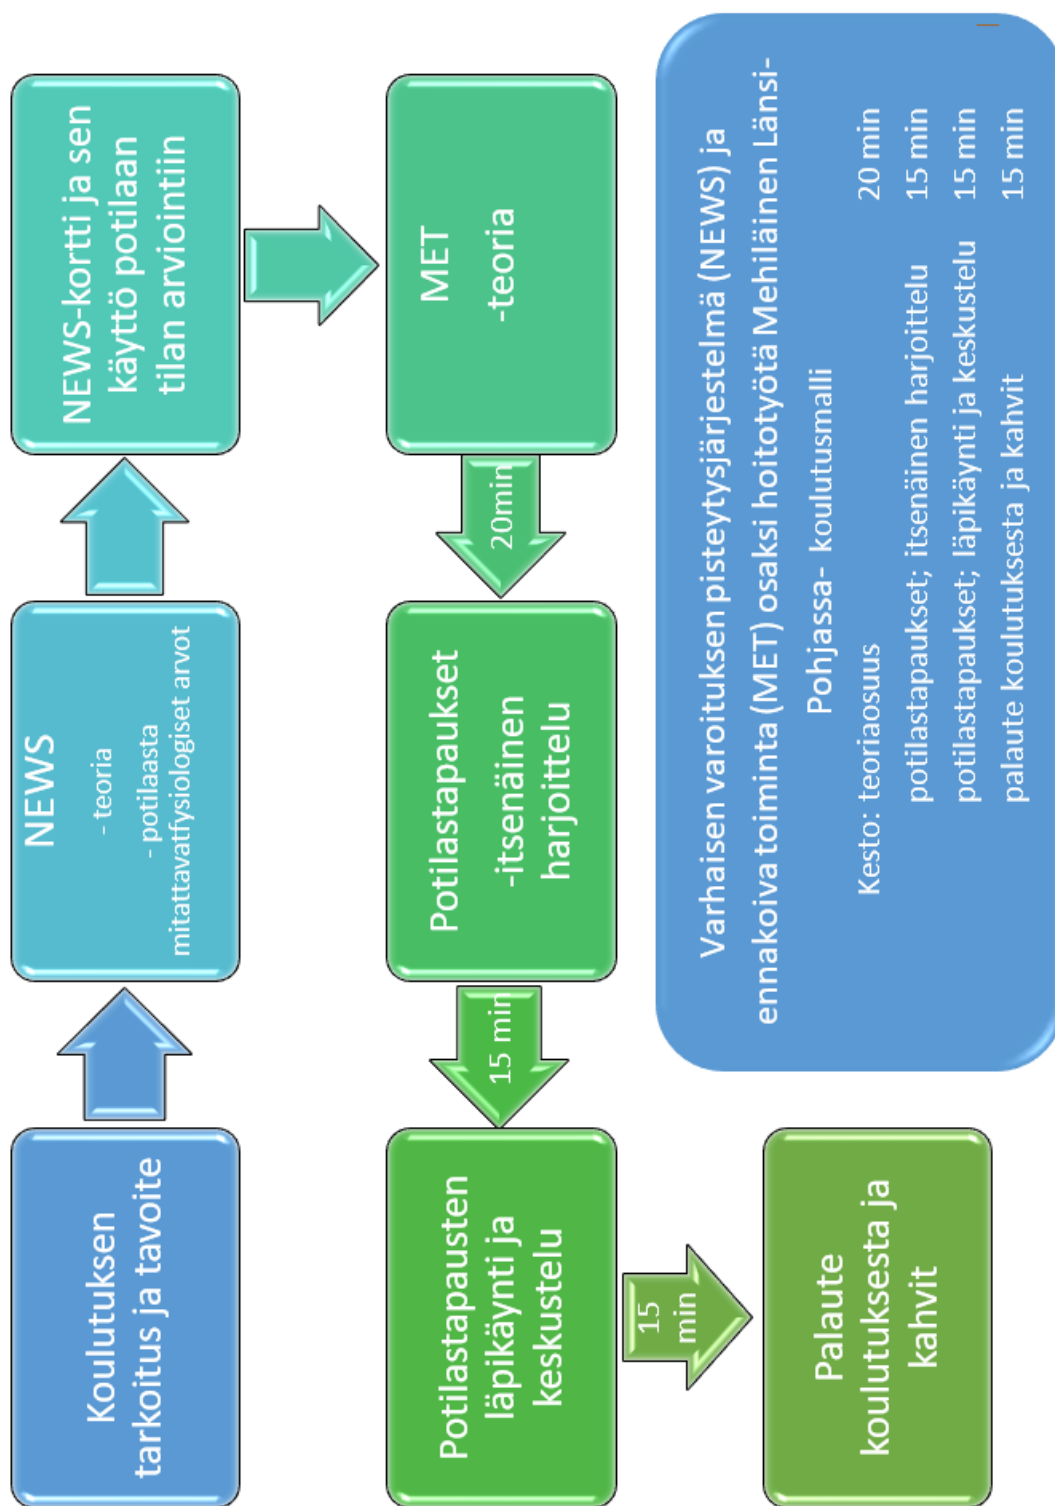 Koulutuksen
tarkoitus ja tavoite
NEWS
- teoria
- potilaasta
mitattavatfysiologiset arvot
NEWS-kortti ja sen
käyttö potilaan
tilan arviointiin
MET
-teoria
20min
Potilastapaukset
-itsenäinen
harjoittelu
15 min
Potilastapausten
läpikäynti ja
keskustelu
15
min
Palaute
koulutuksesta ja
kahvit
Varhaisen varoituksen pisteytysjärjestelmä (NEWS) ja
ennakoiva toiminta (MET) osaksi hoitotyötä Mehiläinen Länsi-
Pohjassa- koulutusmalli
Kesto: teoriaosuus 20 min
potilastapaukset; itsenäinen harjoittelu 15 min
potilastapaukset; läpikäynti ja keskustelu 15 min
palaute koulutuksesta ja kahvit 15 min